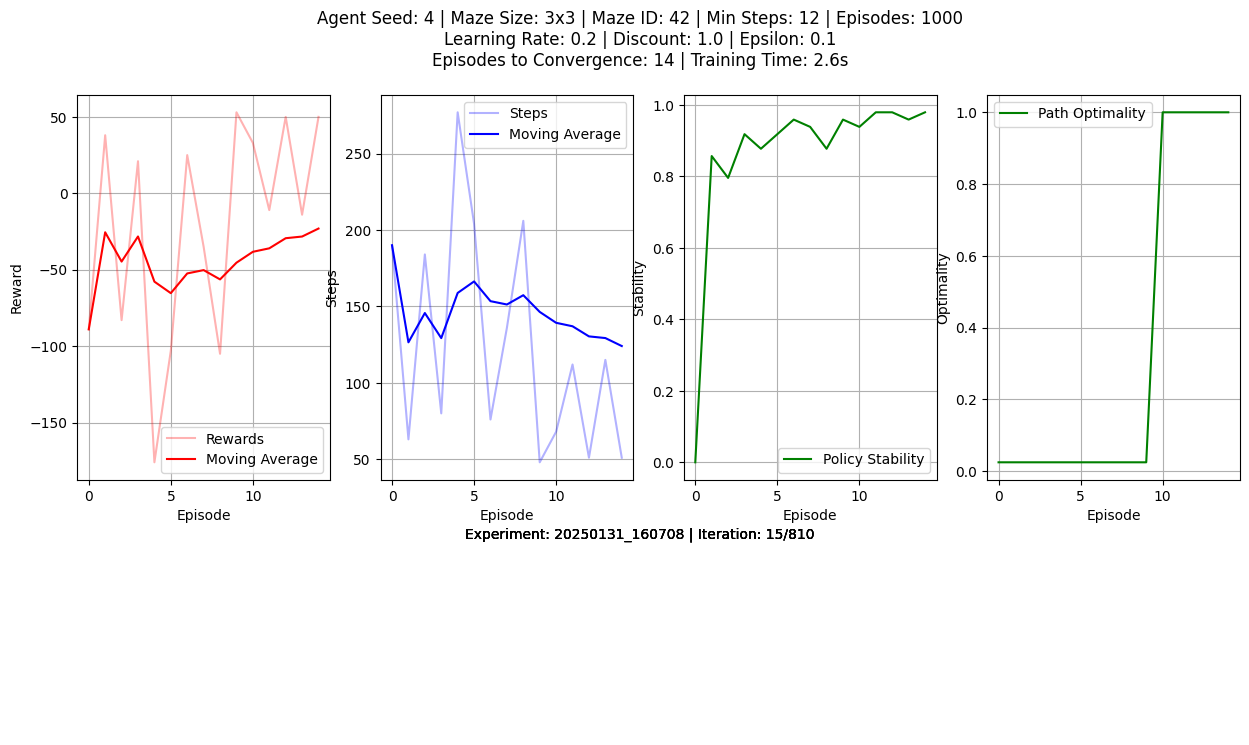 Agent Seed: 4 | Maze Size: 3x3 | Maze ID: 42 | Min Steps: 12 | Episodes: 1000
Learning Rate: 0.2 | Discount: 1.0 | Epsilon: 0.1
Episodes to Convergence: 14 | Training Time: 2.6s
Reward
50
0
−50
−100
−150
Rewards
Moving Average
0
5
10
Episode
Steps
250
200
150
100
50
Steps
Moving Average
0
5
10
Episode
Stability
1.0
0.8
0.6
0.4
0.2
0.0
Policy Stability
0
5
10
Episode
Optimality
1.0
0.8
0.6
0.4
0.2
0.0
Path Optimality
0
5
10
Episode
Experiment: 20250131_160708 | Iteration: 15/810